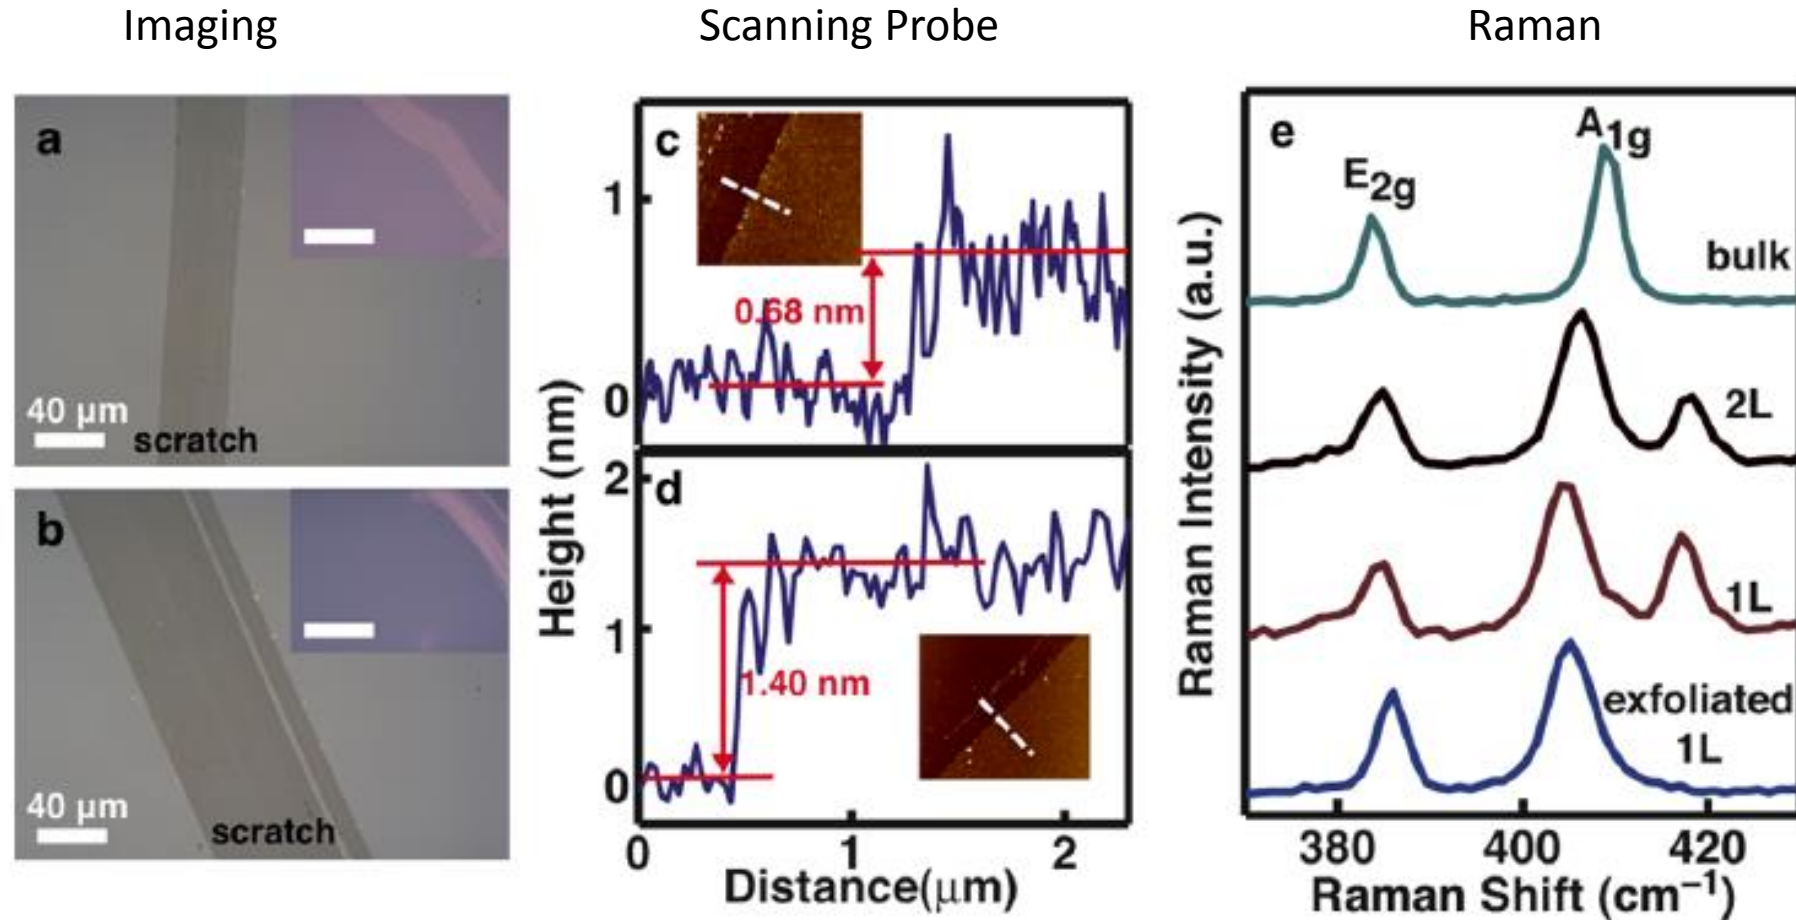 Imaging
Scanning Probe
Raman
a
40 µm
scratch
b
40 µm
scratch
Height (nm)
c
1
0
0.68 nm
d
2
1
0
1.40 nm
0 1 2
Distance(µm)
Raman Intensity (a.u.)
e
E2g
A1g
bulk
2L
1L
exfoliated
1L
380 400 420
Raman Shift (cm⁻¹)